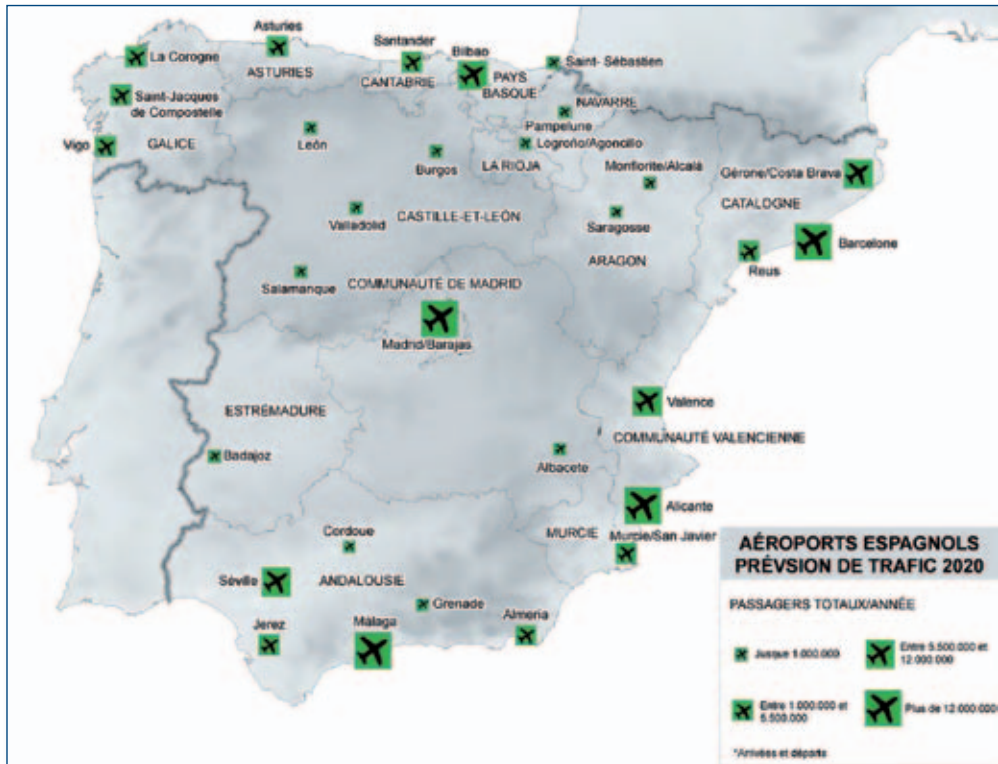 Asturies
Santander
Bilbao
La Corogne
Saint- Sébastien
ASTURIES
CANTABRIE
PAYS
BASQUE
Saint-Jacques
de Compostelle
NAVARRE
Pampelune
Vigo
GALICE
León
Burgos
Logroño/Agoncillo
LA RIOJA
Monflorite/Alcalá
Gérone/Costa Brava
CATALOGNE
Valladolid
CASTILLE-ET-LEÓN
Saragosse
Barcelone
Reus
ARAGON
Salamanque
COMMUNAUTÉ DE MADRID
Madrid/Barajas
Valence
ESTRÉMADURE
COMMUNAUTÉ VALENCIENNE
Badajoz
Albacete
Alicante
Cordoue
MURCIE
Murcie/San Javier
Séville
ANDALOUSIE
Grenade
Jerez
Málaga
Almería
AÉROPORTS ESPAGNOLS
PRÉVSION DE TRAFIC 2020
PASSAGERS TOTAUX/ANNÉE
Jusque 1.000.000
Entre 5.500.000 et
12.000.000
Entre 1.000.000 et
5.500.000
Plus de 12.000.000
*Arrivées et départs